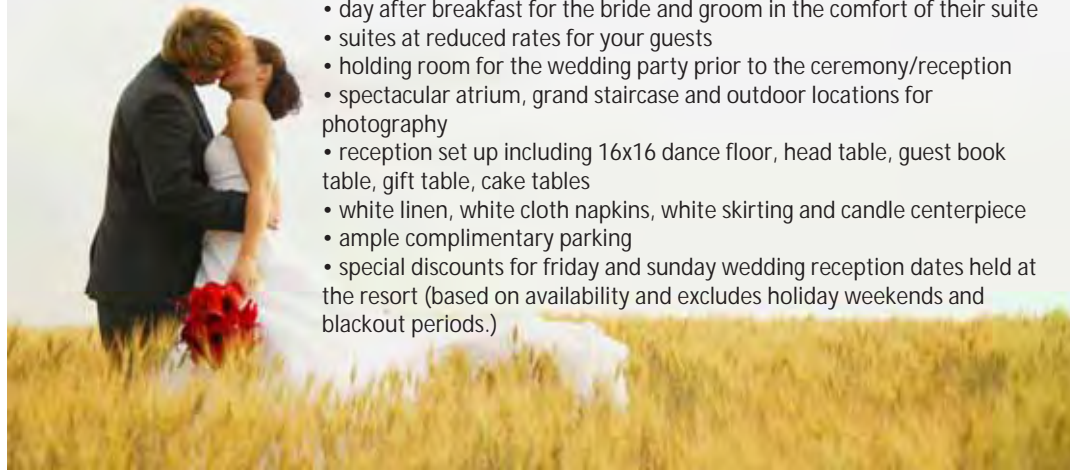 • day after breakfast for the bride and groom in the comfort of their suite
• suites at reduced rates for your guests
• holding room for the wedding party prior to the ceremony/reception
• spectacular atrium, grand staircase and outdoor locations for
photography
• reception set up including 16x16 dance floor, head table, guest book
table, gift table, cake tables
• white linen, white cloth napkins, white skirting and candle centerpiece
• ample complimentary parking
• special discounts for friday and sunday wedding reception dates held at
the resort (based on availability and excludes holiday weekends and
blackout periods.)